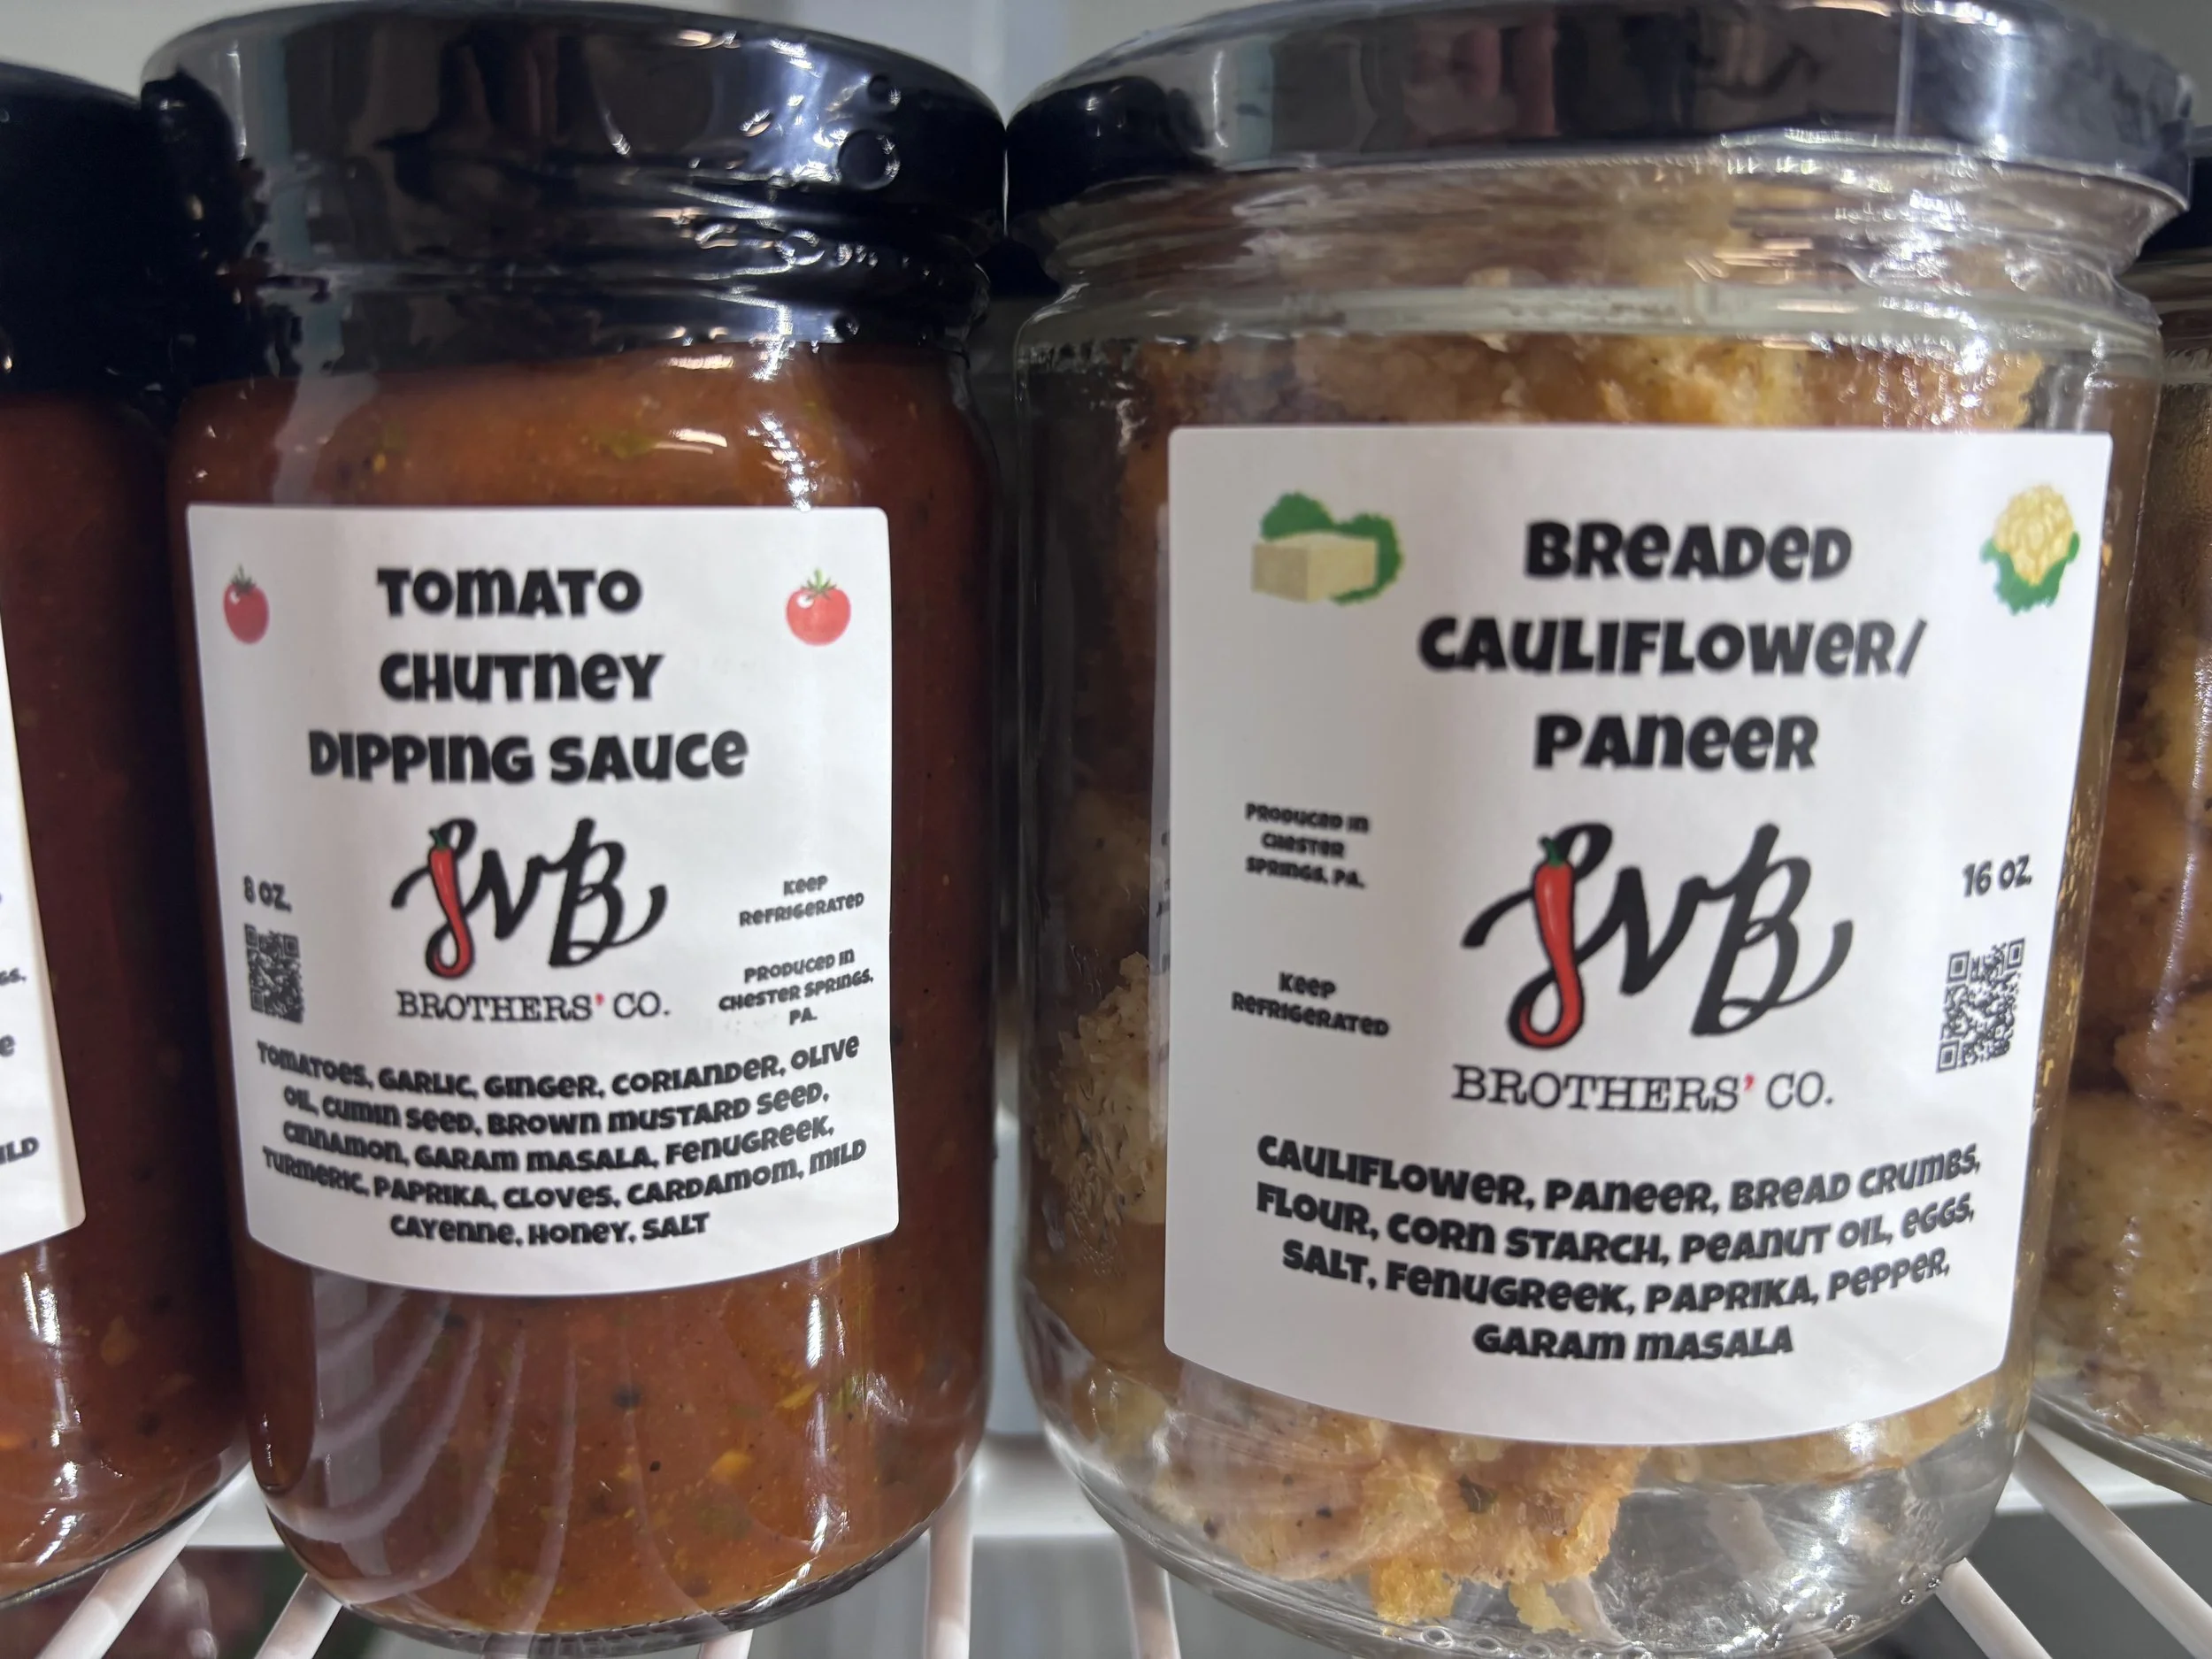 TOMATO
CHUTNEY
DIPPING SAUCE
8 OZ.
JVB
BROTHERS' CO.
KEEP
REFRIGERATED
PRODUCED IN
CHESTER SPRINGS,
PA.
TOMATOES, GARLIC, GINGER, CORIANDER, OLIVE
OIL, CUMIN SEED, BROWN MUSTARD SEED,
CINNAMON, GARAM MASALA, FENUGREEK,
TURMERIC, PAPRIKA, CLOVES, CARDAMOM, MILD
CAYENNE, HONEY, SALT
BREADED
CAULIFLOWER/
PANEER
PRODUCED IN
CHESTER
SPRINGS, PA.
KEEP
REFRIGERATED
JVB
BROTHERS' CO.
16 OZ.
CAULIFLOWER, PANEER, BREAD CRUMBS,
FLOUR, CORN STARCH, PEANUT OIL, EGGS,
SALT, FENUGREEK, PAPRIKA, PEPPER,
GARAM MASALA